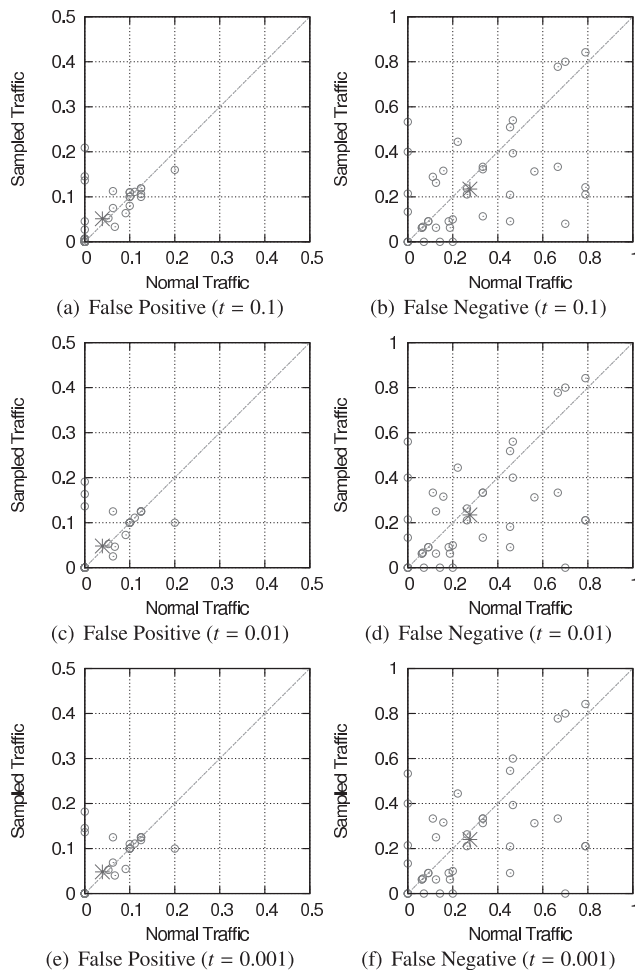 0.5
0.4
0.3
0.2
0.1
0
0 0.1 0.2 0.3 0.4 0.5
Sampled Traffic
Normal Traffic
(a) False Positive (t = 0.1)
1
0.8
0.6
0.4
0.2
0
0 0.2 0.4 0.6 0.8 1
Sampled Traffic
Normal Traffic
(b) False Negative (t = 0.1)
0.5
0.4
0.3
0.2
0.1
0
0 0.1 0.2 0.3 0.4 0.5
Sampled Traffic
Normal Traffic
(c) False Positive (t = 0.01)
1
0.8
0.6
0.4
0.2
0
0 0.2 0.4 0.6 0.8 1
Sampled Traffic
Normal Traffic
(d) False Negative (t = 0.01)
0.5
0.4
0.3
0.2
0.1
0
0 0.1 0.2 0.3 0.4 0.5
Sampled Traffic
Normal Traffic
(e) False Positive (t = 0.001)
1
0.8
0.6
0.4
0.2
0
0 0.2 0.4 0.6 0.8 1
Sampled Traffic
Normal Traffic
(f) False Negative (t = 0.001)